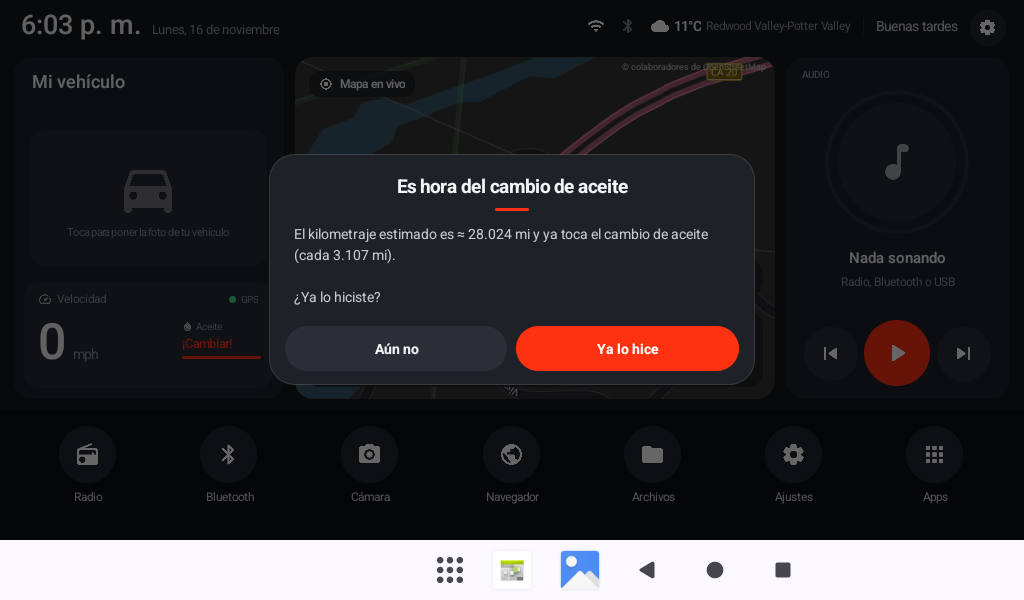 6:03 p. m.
Lunes, 16 de noviembre
11°C Redwood Valley-Potter Valley
Buenas tardes
Mi vehículo
Mapa en vivo
© colaboradores de OpenStreetMap
CA 20
AUDIO
Toca para poner la foto de tu vehículo
Es hora del cambio de aceite
El kilometraje estimado es ≈ 28.024 mi y ya toca el cambio de aceite
(cada 3.107 mi).
¿Ya lo hiciste?
Aún no
Ya lo hice
Nada sonando
Radio, Bluetooth o USB
Velocidad
GPS
0 mph
Aceite
¡Cambiar!
Radio
Bluetooth
Cámara
Navegador
Archivos
Ajustes
Apps